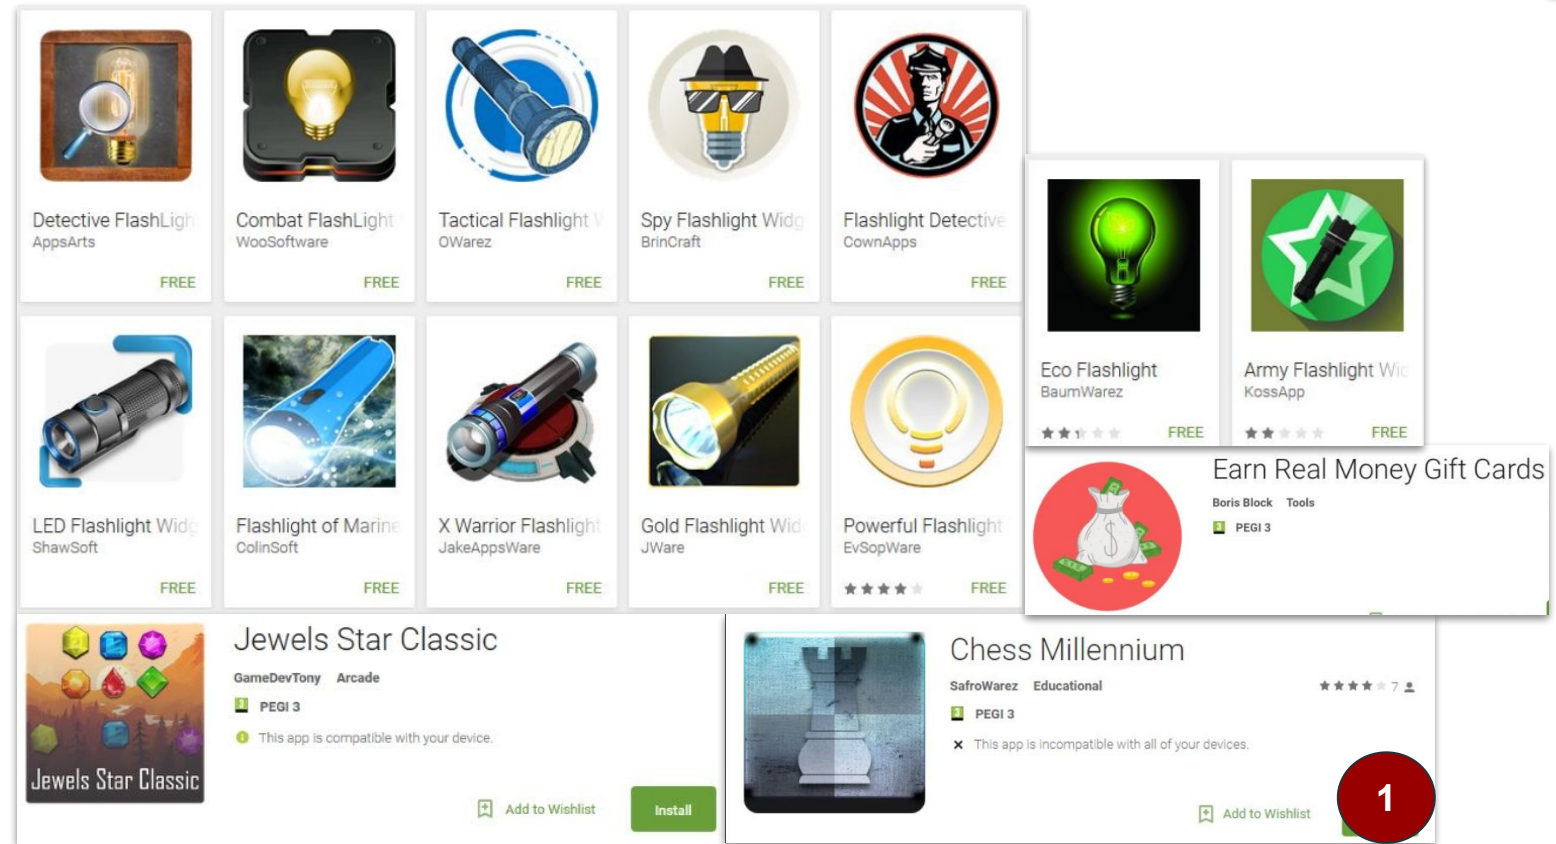 Detective FlashLigh
AppsArts
FREE
Combat FlashLight
WooSoftware
FREE
Tactical Flashlight W
OWarez
FREE
Spy Flashlight Widg
BrinCraft
FREE
Flashlight Detective
CownApps
FREE
LED Flashlight Widg
ShawSoft
FREE
Flashlight of Marine
ColinSoft
FREE
X Warrior Flashlight
JakeAppsWare
FREE
Gold Flashlight Wid
JWare
FREE
Powerful Flashlight
EvSopWare
FREE
Eco Flashlight
BaumWarez
FREE
Army Flashlight Wid
KossApp
FREE
Earn Real Money Gift Cards
Boris Block Tools
3 PEGI 3
Jewels Star Classic
Jewels Star Classic
GameDevTony Arcade
3 PEGI 3
This app is compatible with your device.
Add to Wishlist Install
Chess Millennium
SafroWarez Educational 7
3 PEGI 3
This app is incompatible with all of your devices.
Add to Wishlist
1